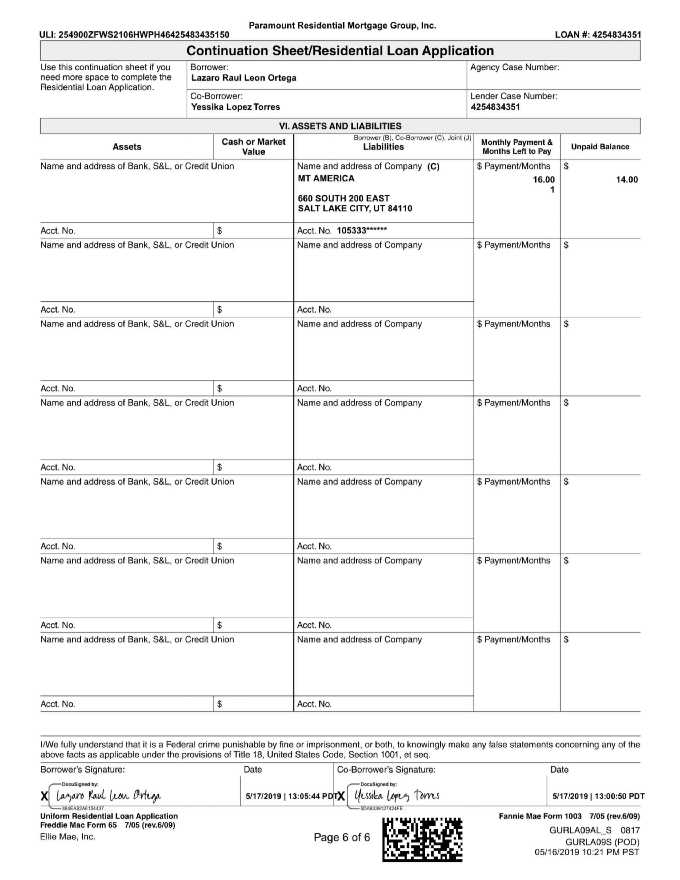 Paramount Residential Mortgage Group, Inc.
ULI: 254900ZFWS2106HWPH46425483435150 LOAN #: 4254834351
Continuation Sheet/Residential Loan Application
Use this continuation sheet if you need more space to complete the Residential Loan Application.
Borrower:
Lazaro Raul Leon Ortega
Agency Case Number:
Co-Borrower:
Yessika Lopez Torres
Lender Case Number:
4254834351
VI. ASSETS AND LIABILITIES
Assets
Cash or Market Value
Borrower (B), Co-Borrower (C), Joint (J)
Liabilities
Monthly Payment & Months Left to Pay
Unpaid Balance
Name and address of Bank, S&L, or Credit Union
Name and address of Company (C)
$ Payment/Months
$
MT AMERICA
16.00
14.00
1
660 SOUTH 200 EAST
SALT LAKE CITY, UT 84110
Acct. No. $ Acct. No. 105333******
Name and address of Bank, S&L, or Credit Union Name and address of Company $ Payment/Months $
Acct. No. $ Acct. No.
Name and address of Bank, S&L, or Credit Union Name and address of Company $ Payment/Months $
Acct. No. $ Acct. No.
Name and address of Bank, S&L, or Credit Union Name and address of Company $ Payment/Months $
Acct. No. $ Acct. No.
Name and address of Bank, S&L, or Credit Union Name and address of Company $ Payment/Months $
Acct. No. $ Acct. No.
Name and address of Bank, S&L, or Credit Union Name and address of Company $ Payment/Months $
Acct. No. $ Acct. No.
Name and address of Bank, S&L, or Credit Union Name and address of Company $ Payment/Months $
Acct. No. $ Acct. No.
I/We fully understand that it is a Federal crime punishable by fine or imprisonment, or both, to knowingly make any false statements concerning any of the
above facts as applicable under the provisions of Title 18, United States Code, Section 1001, et seq.
Borrower's Signature: Date Co-Borrower's Signature: Date
DocuSigned by: DocuSigned by:
X Lazaro Raul Leon Ortega 5/17/2019 | 13:05:44 PDT X Yessika Lopez Torres 5/17/2019 | 13:00:50 PDT
Uniform Residential Loan Application
Freddie Mac Form 65 7/05 (rev.6/09)
Fannie Mae Form 1003 7/05 (rev.6/09)
Ellie Mae, Inc.
Page 6 of 6
GURLA09AL_S 0817
GURLA09S (POD)
05/16/2019 10:21 PM PST